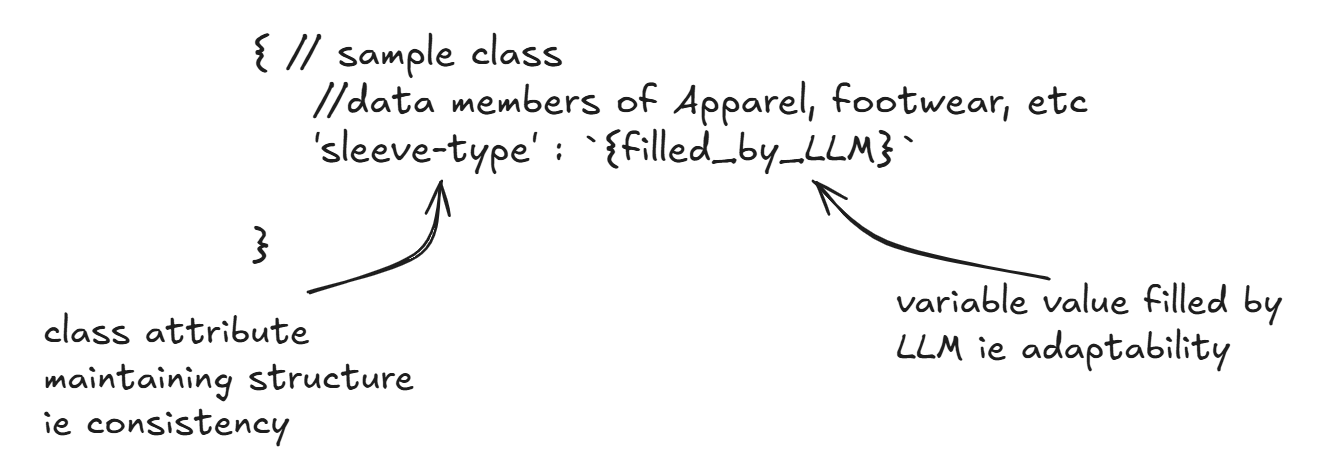 { // sample class
//data members of Apparel, footwear, etc
'sleeve-type' : `{filled_by_LLM}`
}
class attribute
maintaining structure
ie consistency
variable value filled by
LLM ie adaptability